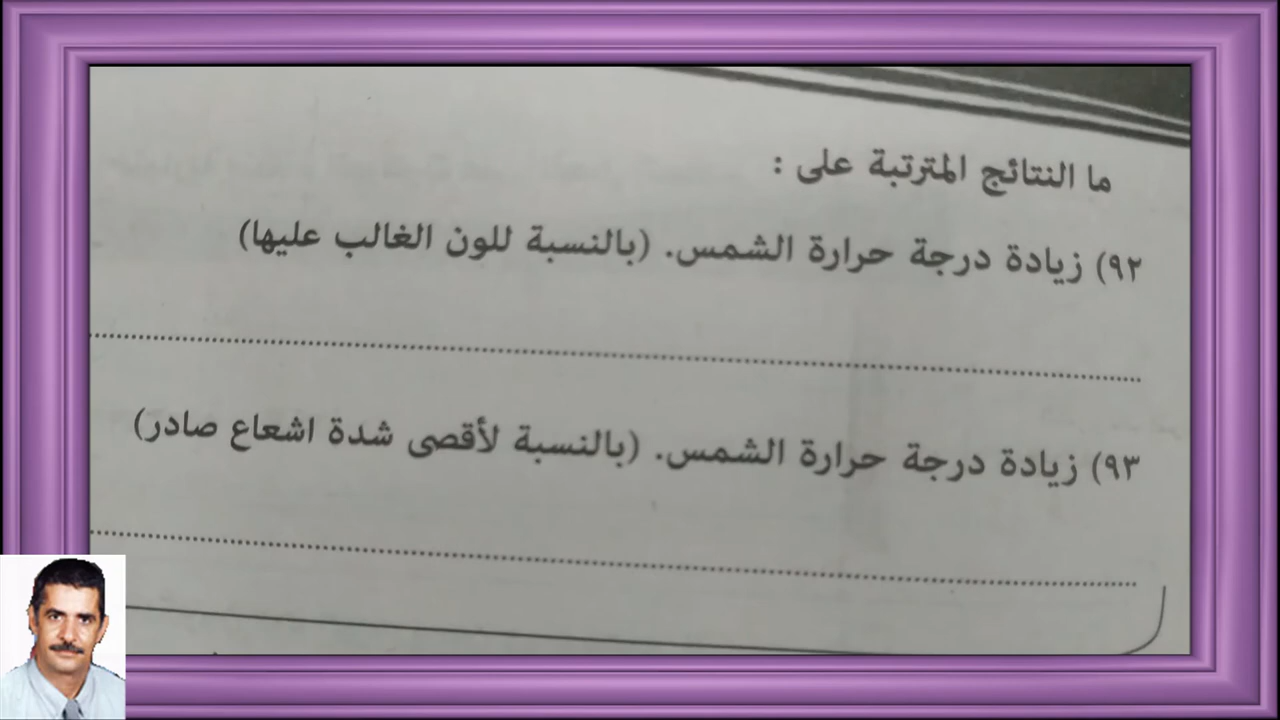 ما النتائج المترتبة على :
٩٢) زيادة درجة حرارة الشمس. (بالنسبة للون الغالب عليها)
٩٣) زيادة درجة حرارة الشمس. (بالنسبة لأقصى شدة اشعاع صادر)